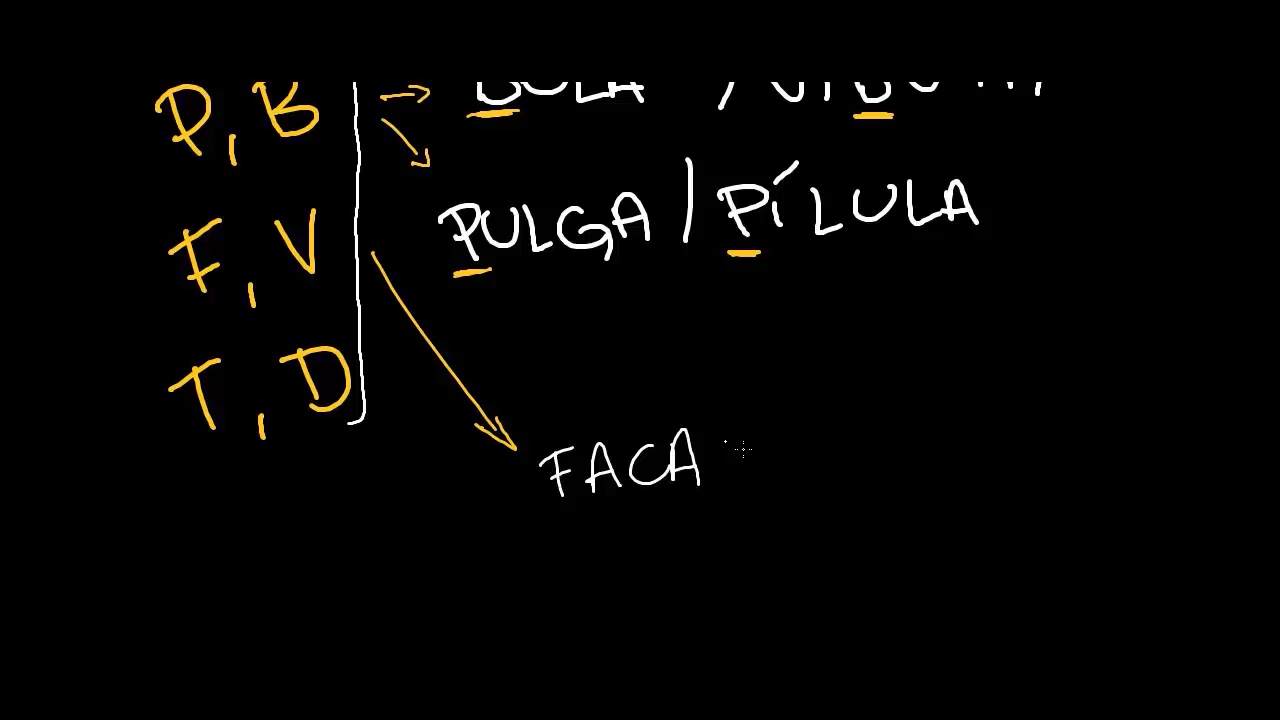 P, B
PULGA / PÍLULA
F, V
T, D
FACA